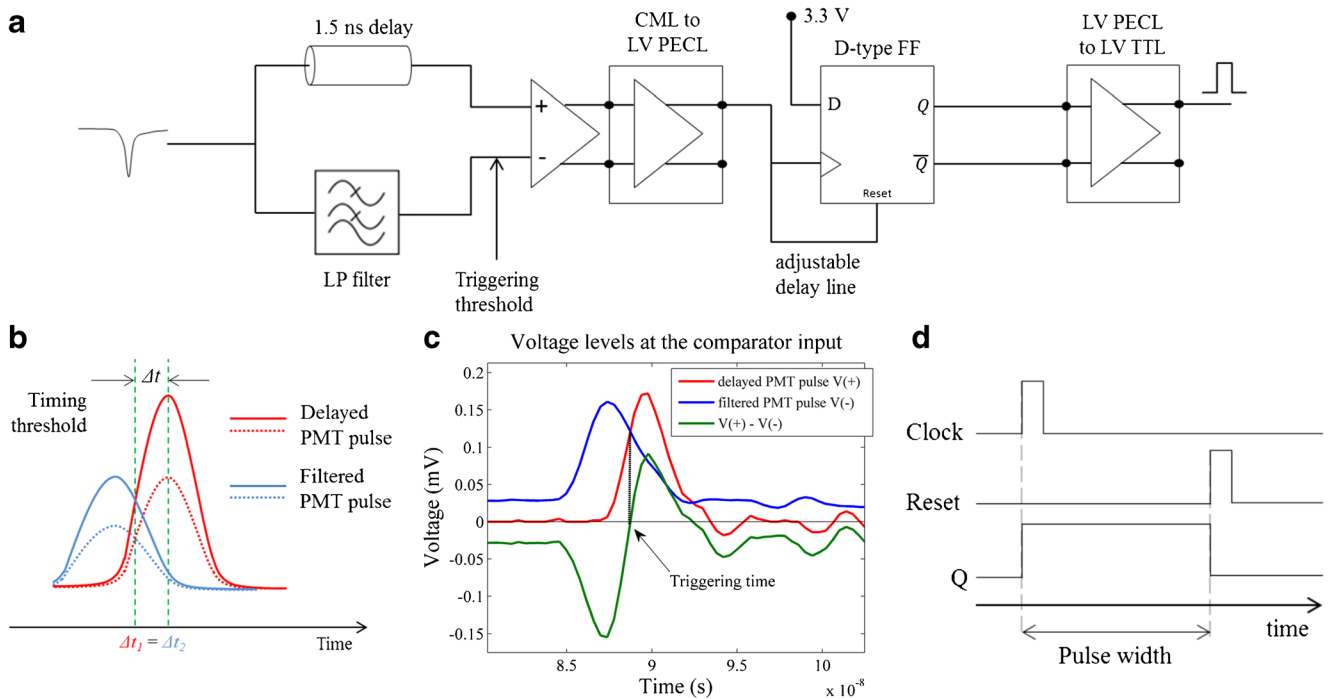 a
1.5 ns delay
LP filter
Triggering
threshold
+
-
CML to
LV PECL
3.3 V
D-type FF
D
Q
Q̅
Reset
adjustable
delay line
LV PECL
to LV TTL
b
Δt
Timing
threshold
Delayed
PMT pulse
Filtered
PMT pulse
Δt₁ = Δt₂
Time
c
Voltage levels at the comparator input
delayed PMT pulse V(+)
filtered PMT pulse V(-)
V(+) - V(-)
Voltage (mV)
0.2
0.15
0.1
0.05
0
-0.05
-0.1
-0.15
Triggering time
8.5 9 9.5 10
Time (s)
x 10⁻⁸
d
Clock
Reset
Q
time
Pulse width